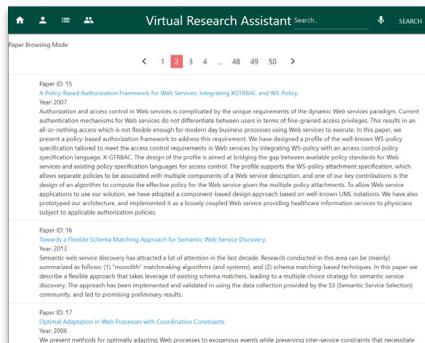 Virtual Research Assistant Search.. SEARCH
Paper Browsing Mode
< 1 2 3 4 ... 48 49 50 >
Paper ID: 15
A Policy-Based Authorization Framework for Web Services: Integrating XGTRBAC and WS-Policy.
Year: 2007
Authorization and access control in Web services is complicated by the unique requirements of the dynamic Web services paradigm. Current
authentication mechanisms for Web services do not differentiate between users in terms of fine-grained access privileges. This results in an
all-or-nothing access which is not flexible enough for modern day business processes using Web services to execute. In this paper, we
present a policy-based authorization framework to address this requirement. We have designed a profile of the well-known WS-policy
specification tailored to meet the access control requirements in Web services by integrating WS-policy with an access control policy
specification language, X-GTRBAC. The design of the profile is aimed at bridging the gap between available policy standards for Web
services and existing policy specification languages for access control. The profile supports the WS-policy attachment specification, which
allows separate policies to be associated with multiple components of a Web service description, and one of our key contributions is the
design of an algorithm to compute the effective policy for the Web service given the multiple policy attachments. To allow Web service
applications to use our solution, we have adopted a component-based design approach based on well-known UML notations. We have also
prototyped our architecture, and implemented it as a loosely coupled Web service providing healthcare information services to physicians
subject to applicable authorization policies.
Paper ID: 16
Towards a Flexible Schema Matching Approach for Semantic Web Service Discovery.
Year: 2013
Semantic web service discovery has attracted a lot of attention in the last decade. Research conducted in this area can be (mainly)
summarized as follows: (1) "monolith" matchmaking algorithms (and systems), and (2) schema matching-based techniques. In this paper we
describe a flexible approach that takes leverage of existing schema matchers, leading to a multiple choice strategy for semantic service
discovery. The approach has been implemented and validated in using the data collection provided by the S3 (Semantic Service Selection)
community, and led to promising preliminary results.
Paper ID: 17
Optimal Adaptation in Web Processes with Coordination Constraints.
Year: 2006
We present methods for optimally adapting Web processes to exogenous events while preserving inter-service constraints that necessitate